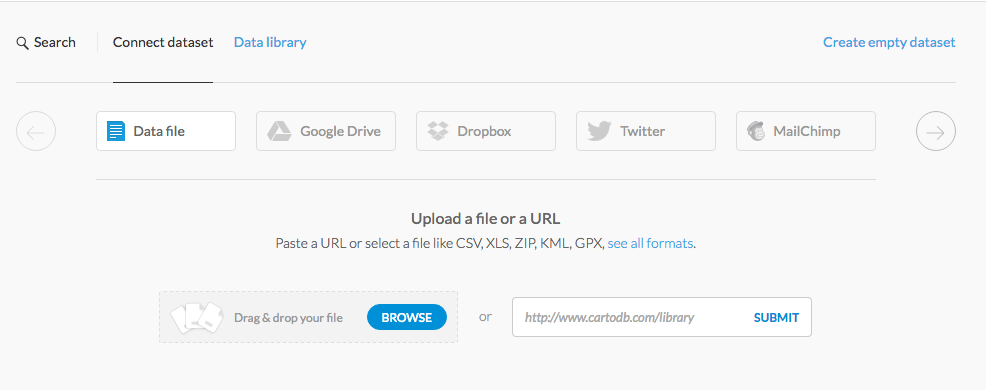 Search Connect dataset Data library Create empty dataset
Data file Google Drive Dropbox Twitter MailChimp
Upload a file or a URL
Paste a URL or select a file like CSV, XLS, ZIP, KML, GPX, see all formats.
Drag & drop your file BROWSE or http://www.cartodb.com/library SUBMIT